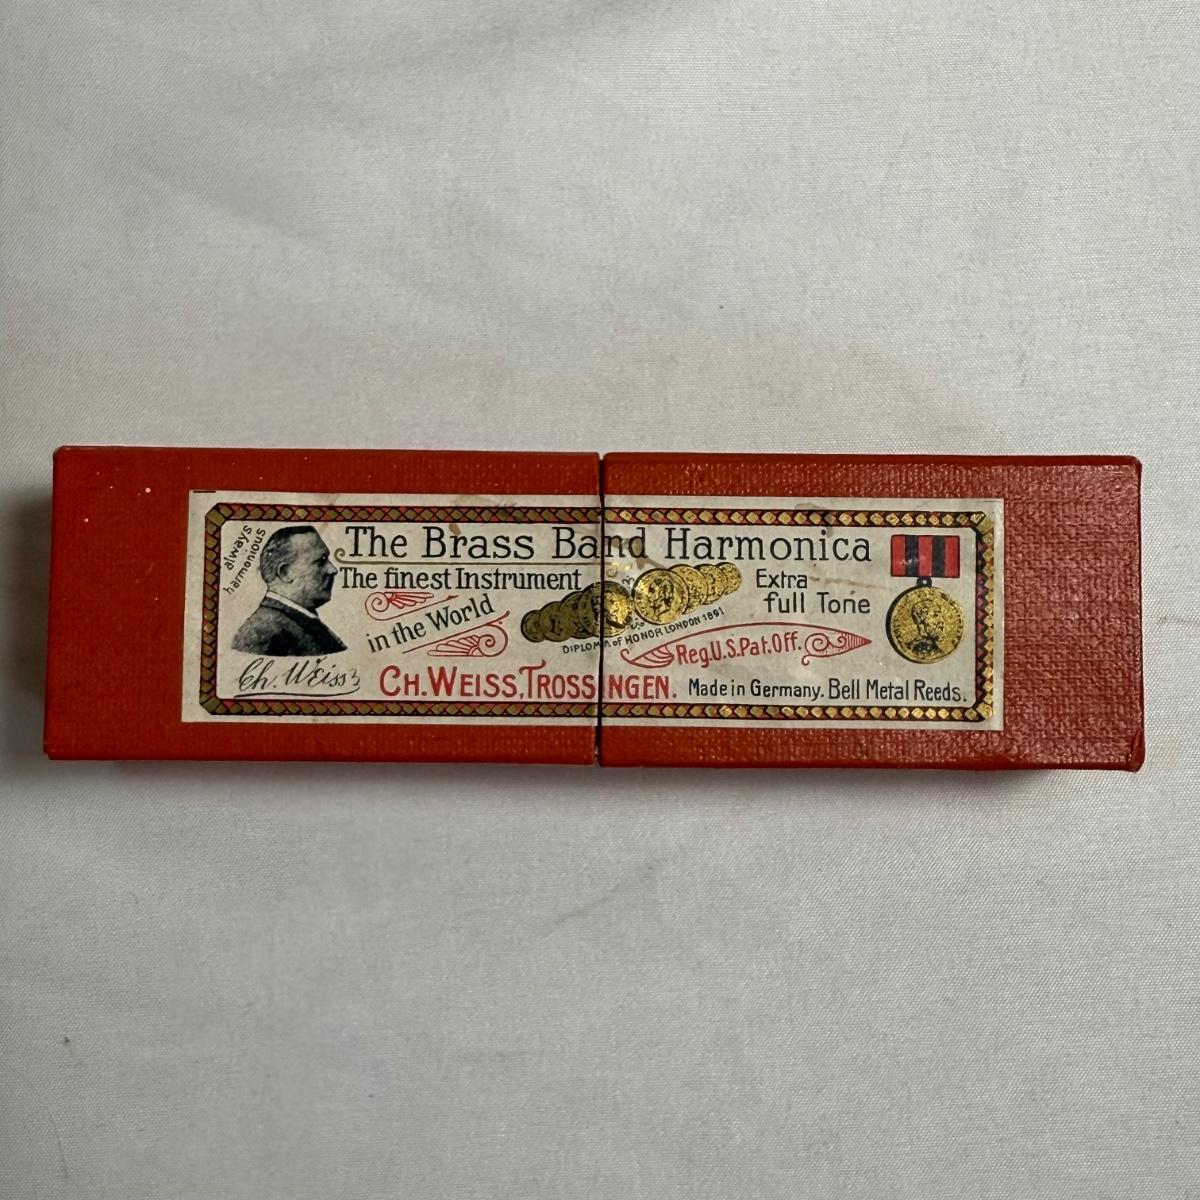 always
harmonious
The Brass Band Harmonica
The finest Instrument
in the World
DIPLOMA of HONOR LONDON 1891
Extra
full Tone
Reg.U.S.Pat.Off.
Ch. Weiss
CH. WEISS, TROSSINGEN. Made in Germany. Bell Metal Reeds.